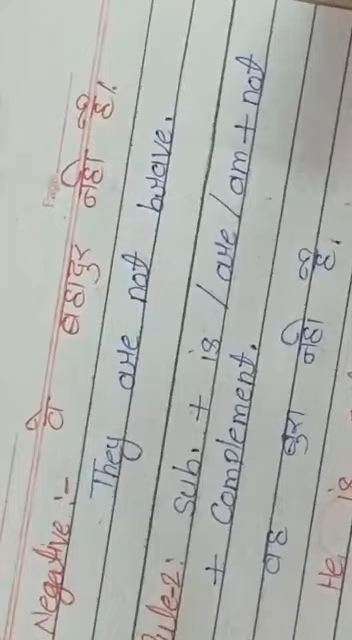 Page
Negative :- वे बहादुर नहीं हैं।
They are not brave.
Rule-2: Sub. + is / are / am + not
+ Complement.
वह बुरा नहीं है।
He is